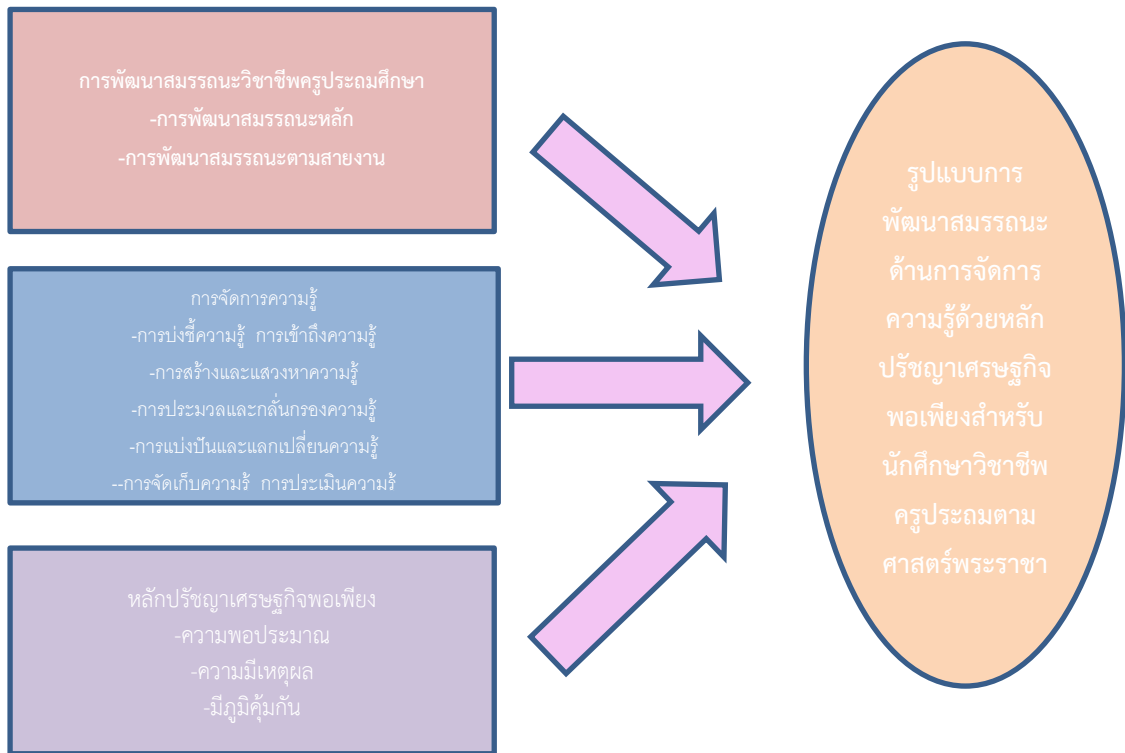 การพัฒนาสมรรถนะวิชาชีพครูประถมศึกษา
-การพัฒนาสมรรถนะหลัก
-การพัฒนาสมรรถนะตามสายงาน
การจัดการความรู้
-การบ่งชี้ความรู้ การเข้าถึงความรู้
-การสร้างและแสวงหาความรู้
-การประมวลและกลั่นกรองความรู้
-การแบ่งปันและแลกเปลี่ยนความรู้
--การจัดเก็บความรู้ การประเมินความรู้
หลักปรัชญาเศรษฐกิจพอเพียง
-ความพอประมาณ
-ความมีเหตุผล
-มีภูมิคุ้มกัน
รูปแบบการ
พัฒนาสมรรถนะ
ด้านการจัดการ
ความรู้ด้วยหลัก
ปรัชญาเศรษฐกิจ
พอเพียงสำหรับ
นักศึกษาวิชาชีพ
ครูประถมตาม
ศาสตร์พระราชา